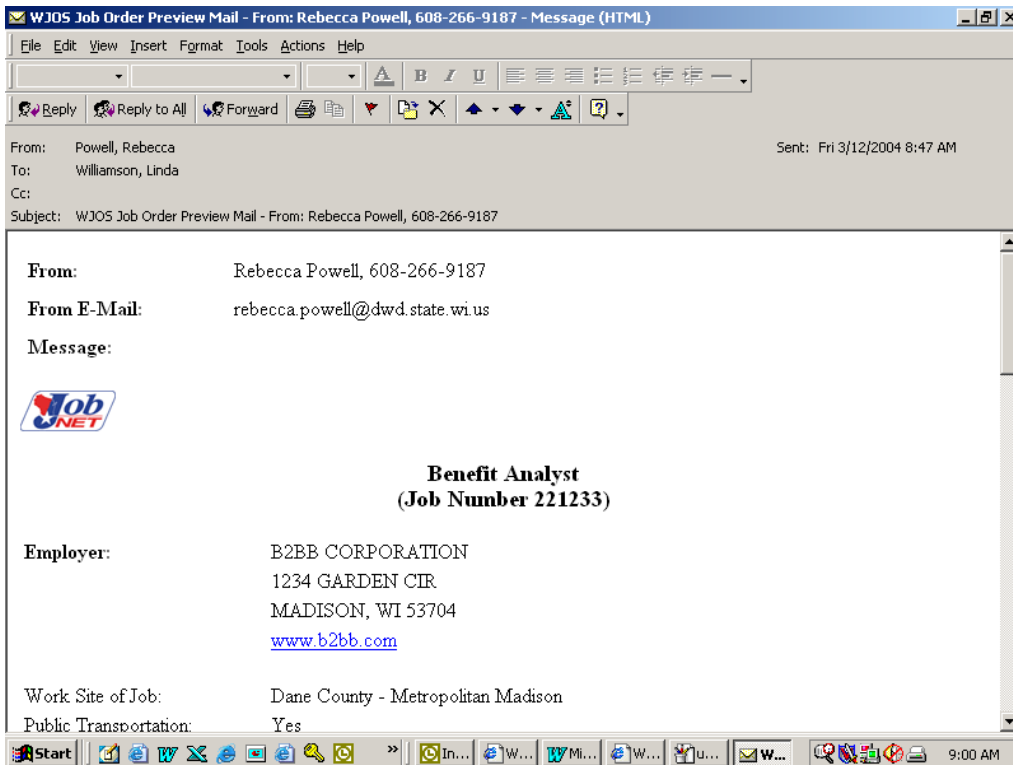 WJOS Job Order Preview Mail - From: Rebecca Powell, 608-266-9187 - Message (HTML)
File Edit View Insert Format Tools Actions Help
A B I U
Reply Reply to All Forward
From: Powell, Rebecca Sent: Fri 3/12/2004 8:47 AM
To: Williamson, Linda
Cc:
Subject: WJOS Job Order Preview Mail - From: Rebecca Powell, 608-266-9187
From: Rebecca Powell, 608-266-9187
From E-Mail: rebecca.powell@dwd.state.wi.us
Message:
Job
NET
Benefit Analyst
(Job Number 221233)
Employer: B2BB CORPORATION
1234 GARDEN CIR
MADISON, WI 53704
www.b2bb.com
Work Site of Job: Dane County - Metropolitan Madison
Public Transportation: Yes
Start » In... W... Mi... W... u... W... 9:00 AM